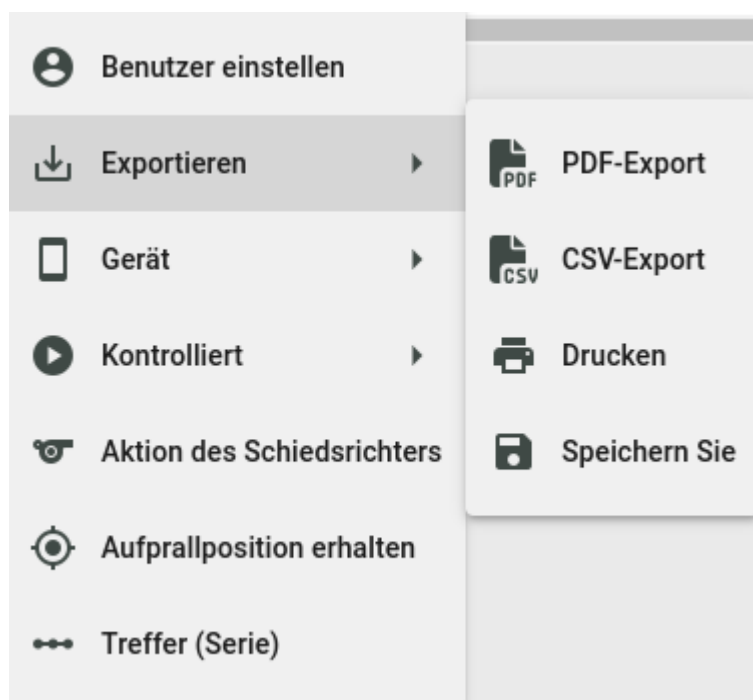 Benutzer einstellen
Exportieren
Gerät
Kontrolliert
Aktion des Schiedsrichters
Aufprallposition erhalten
Treffer (Serie)
PDF
PDF-Export
CSV
CSV-Export
Drucken
Speichern Sie